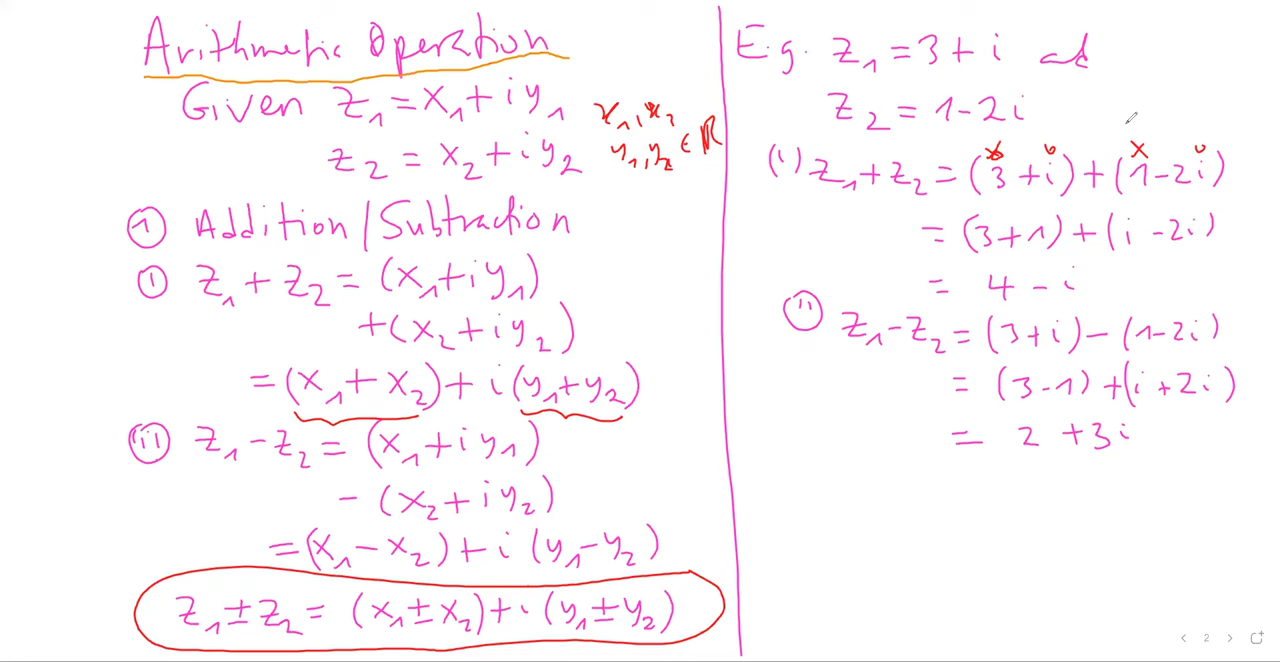 Arithmetic Operation
Given z₁ = x₁ + iy₁
z₂ = x₂ + iy₂
x₁, x₂
y₁, y₂ ∈ ℝ
① Addition/Subtraction
(i) z₁ + z₂ = (x₁ + iy₁)
+ (x₂ + iy₂)
= (x₁ + x₂) + i(y₁ + y₂)
(ii) z₁ - z₂ = (x₁ + iy₁)
- (x₂ + iy₂)
= (x₁ - x₂) + i(y₁ - y₂)
z₁ ± z₂ = (x₁ ± x₂) + i(y₁ ± y₂)
E.g. z₁ = 3 + i ad
z₂ = 1 - 2i
(i) z₁ + z₂ = (3 + i) + (1 - 2i)
= (3 + 1) + (i - 2i)
= 4 - i
(ii) z₁ - z₂ = (3 + i) - (1 - 2i)
= (3 - 1) + (i + 2i)
= 2 + 3i
2